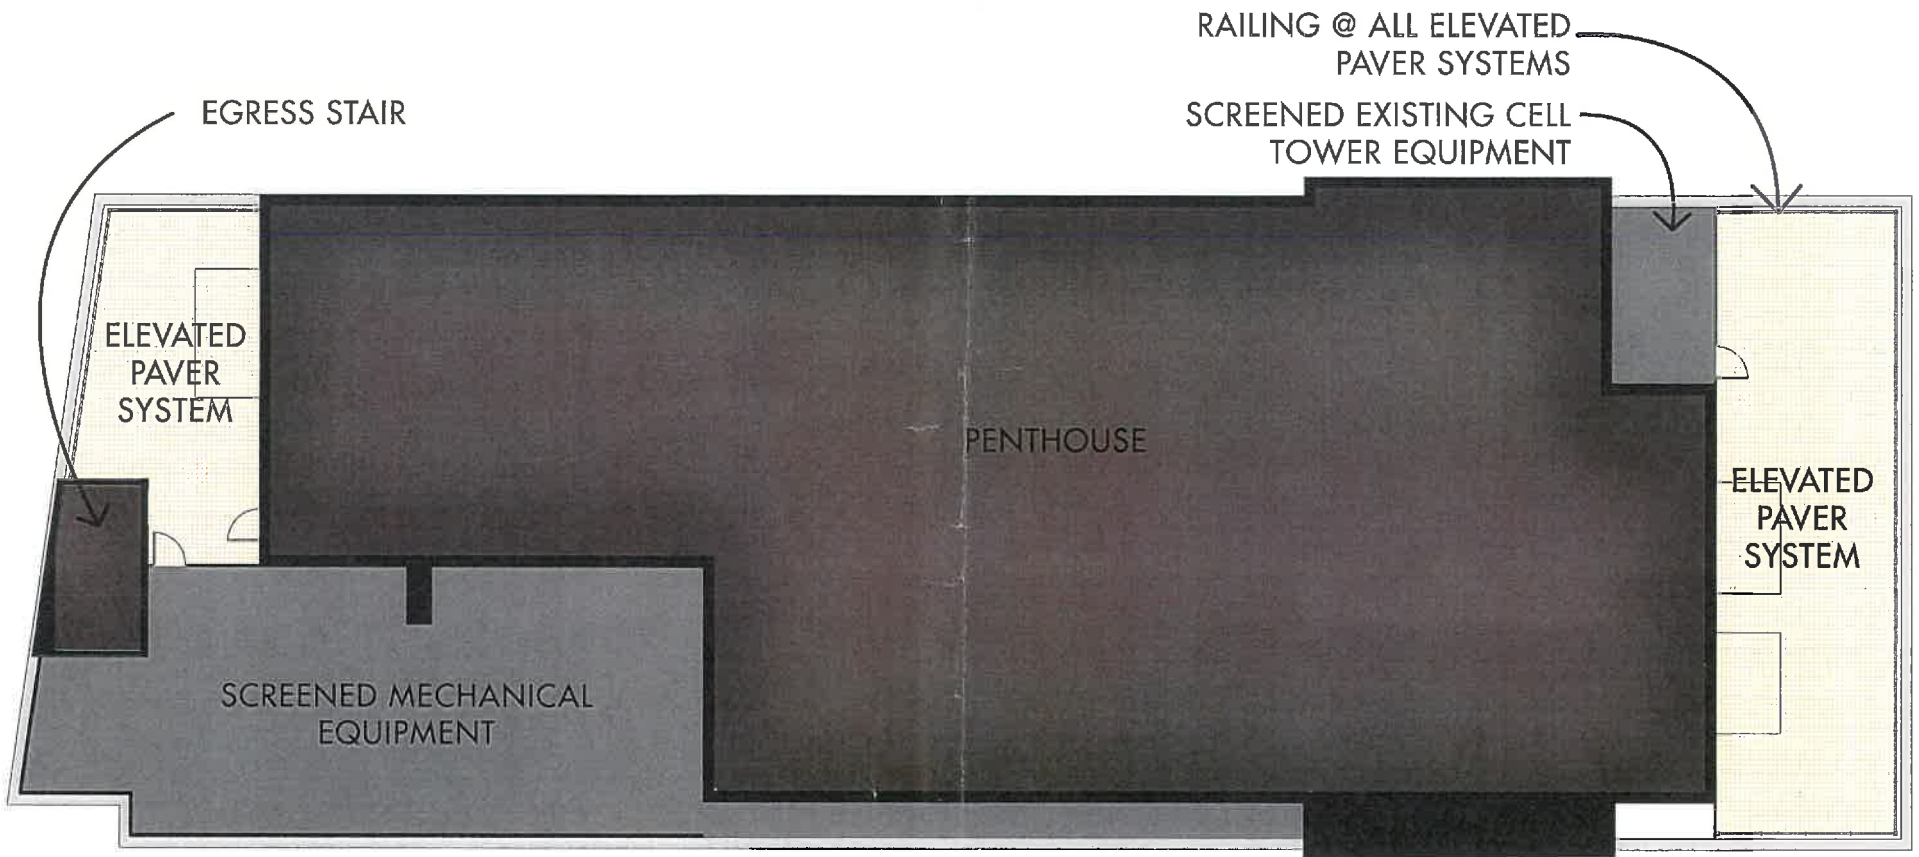 RAILING @ ALL ELEVATED
PAVER SYSTEMS
EGRESS STAIR
SCREENED EXISTING CELL
TOWER EQUIPMENT
ELEVATED
PAVER
SYSTEM
PENTHOUSE
ELEVATED
PAVER
SYSTEM
SCREENED MECHANICAL
EQUIPMENT